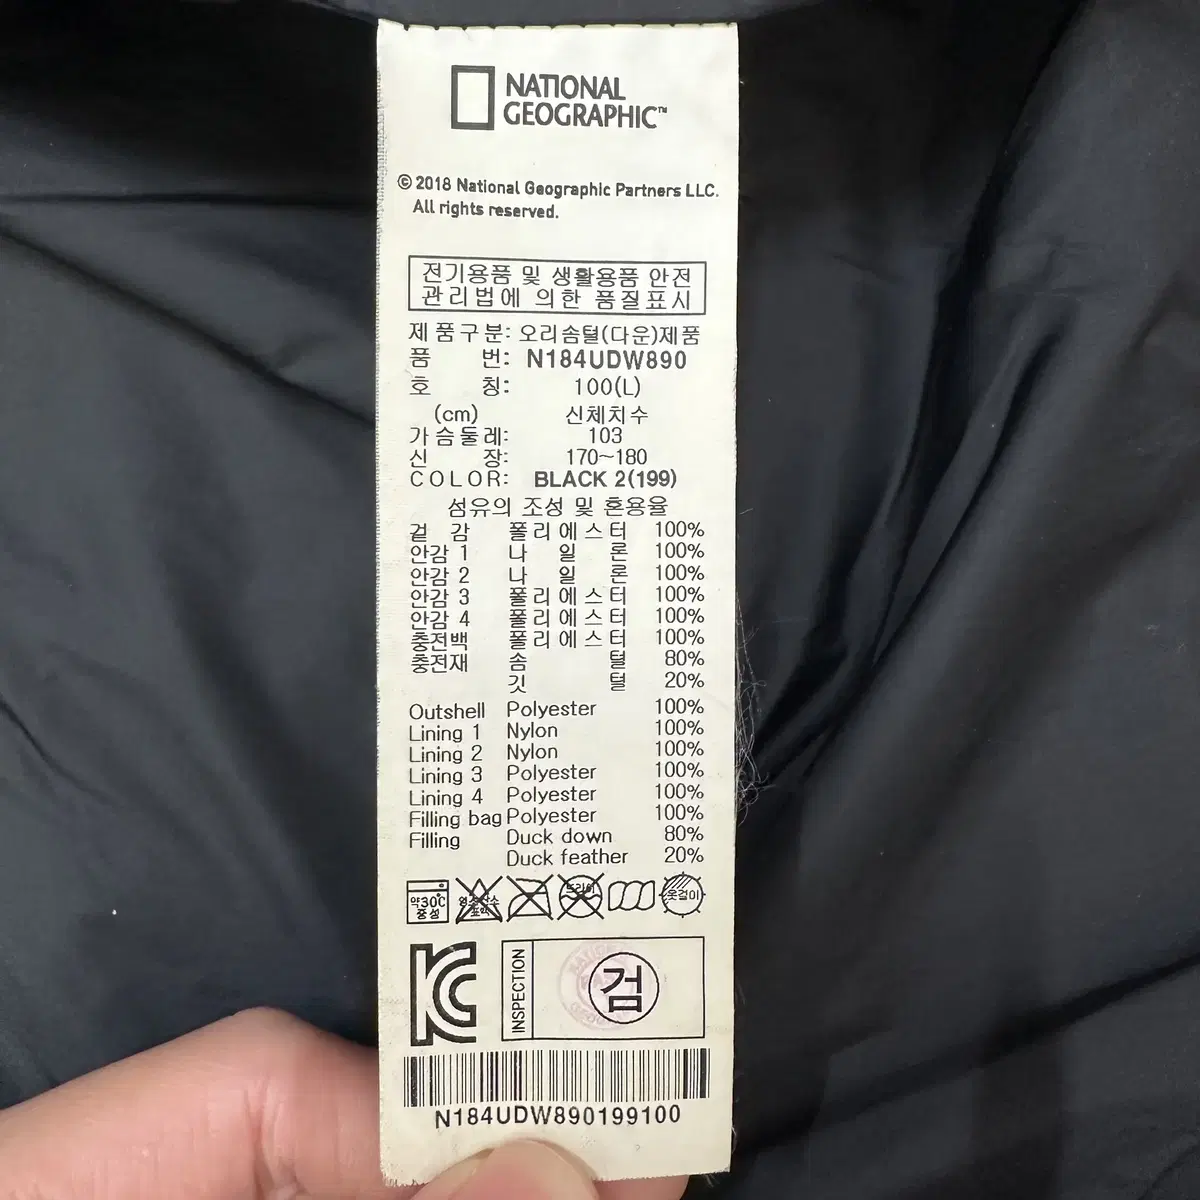 NATIONAL
GEOGRAPHIC™
© 2018 National Geographic Partners LLC.
All rights reserved.
전기용품 및 생활용품 안전
관리법에 의한 품질표시
제품구분: 오리솜털(다운)제품
품 번: N184UDW890
호 칭: 100(L)
(cm) 신체치수
가슴둘레: 103
신 장: 170~180
COLOR: BLACK 2(199)
섬유의 조성 및 혼용율
겉 감 폴리에스터 100%
안감 1 나 일 론 100%
안감 2 나 일 론 100%
안감 3 폴리에스터 100%
안감 4 폴리에스터 100%
충전백 폴리에스터 100%
충전재 솜 털 80%
깃 털 20%
Outshell Polyester 100%
Lining 1 Nylon 100%
Lining 2 Nylon 100%
Lining 3 Polyester 100%
Lining 4 Polyester 100%
Filling bag Polyester 100%
Filling Duck down 80%
Duck feather 20%
약30℃ 중성 드라이 옷걸이
KC
INSPECTION
검
N184UDW890199100